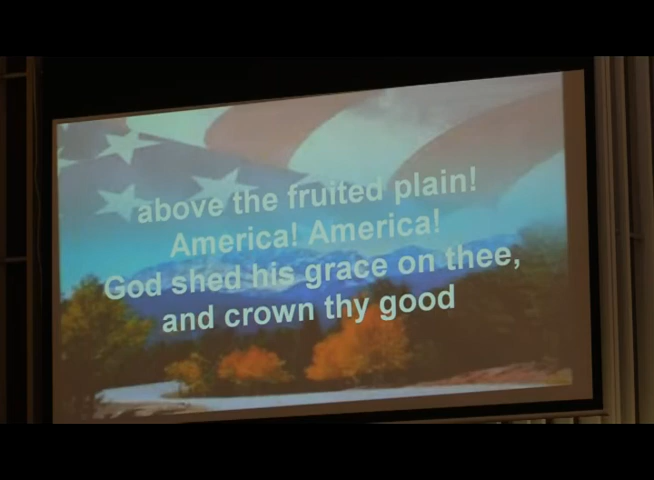 above the fruited plain!
America! America!
God shed his grace on thee,
and crown thy good